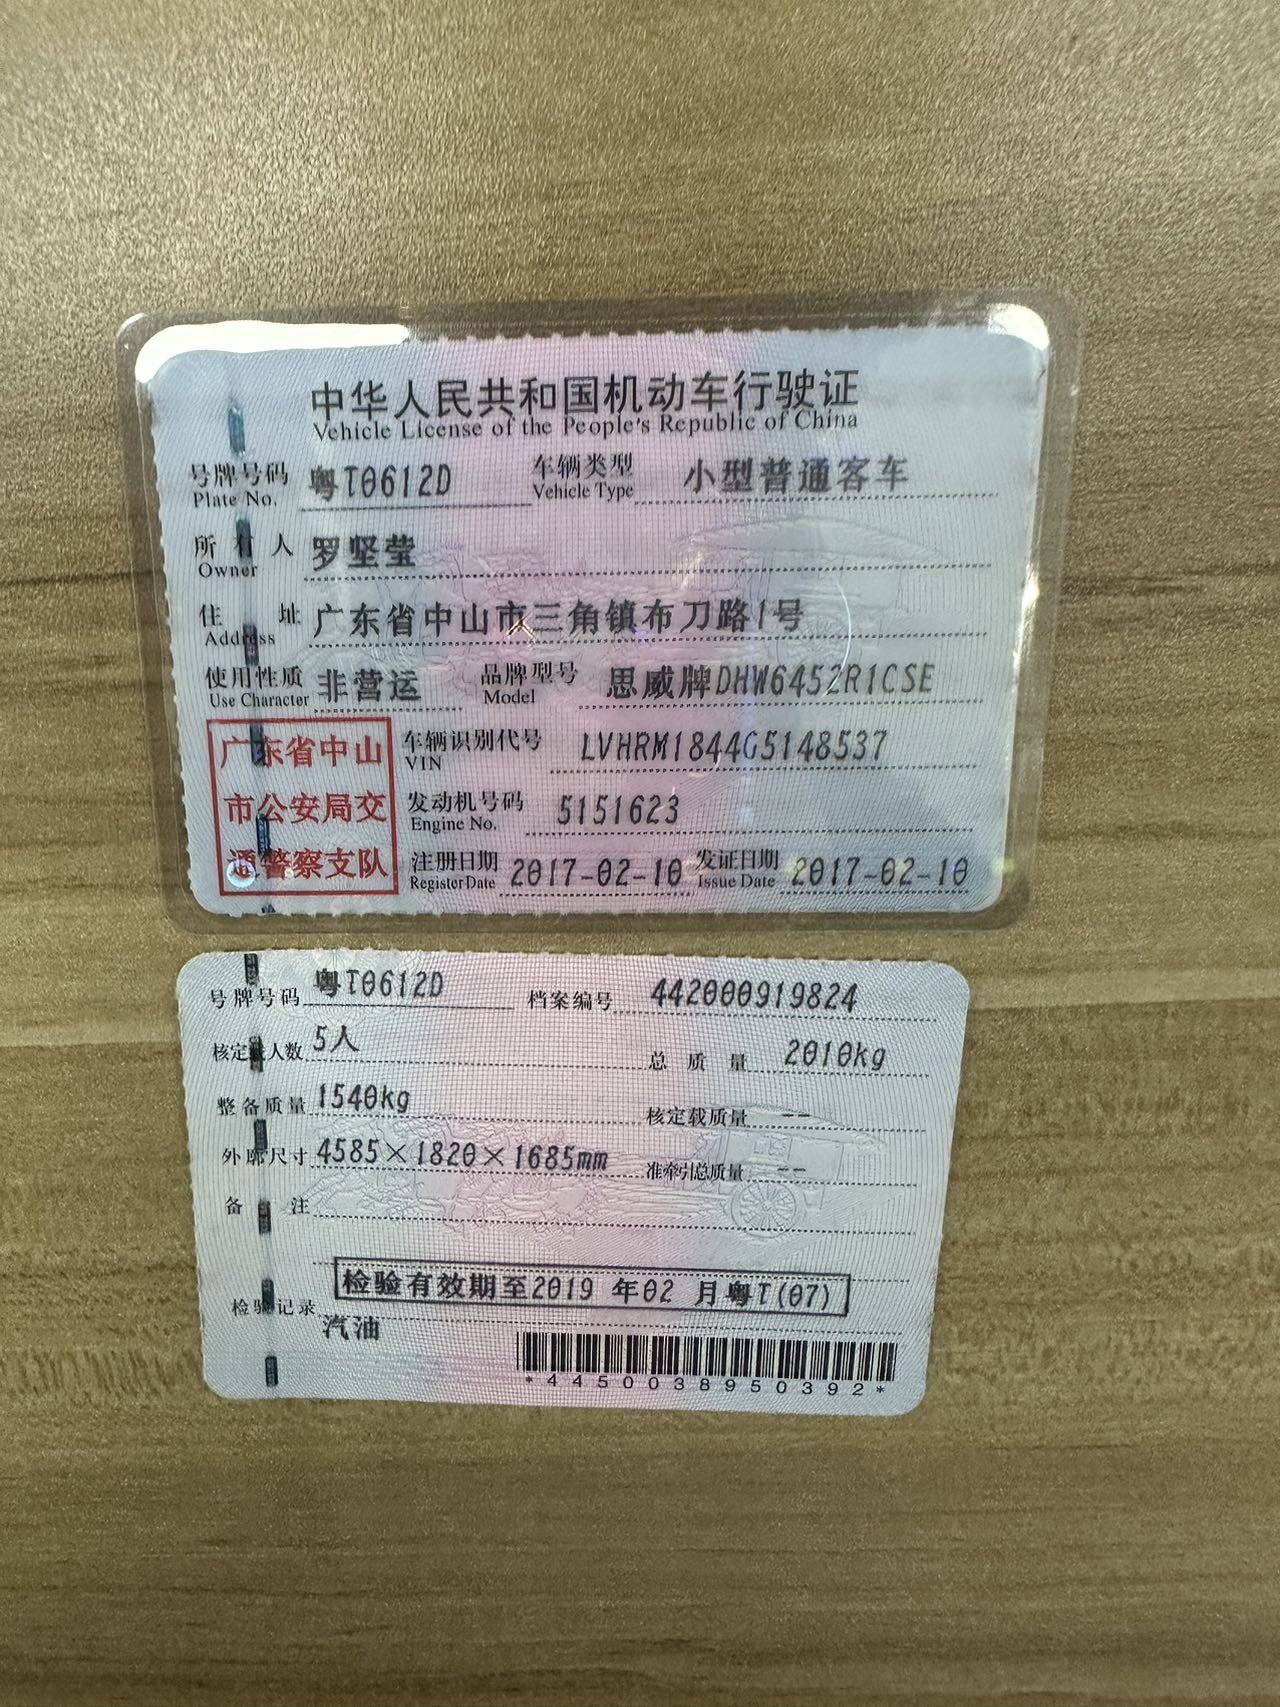 中华人民共和国机动车行驶证
Vehicle License of the People's Republic of China
号牌号码 粤T0612D 车辆类型 小型普通客车
Plate No. Vehicle Type
所有人 罗坚莹
Owner
住址 广东省中山市三角镇布刀路1号
Address
使用性质 非营运 品牌型号 思威牌DHW6452R1CSE
Use Character Model
广东省中山
市公安局交
通警察支队
车辆识别代号 LVHRM1844G5148537
VIN
发动机号码 5151623
Engine No.
注册日期 2017-02-10 发证日期 2017-02-10
Register Date Issue Date
号牌号码 粤T0612D 档案编号 442000919824
核定载人数 5人 总质量 2010kg
整备质量 1540kg 核定载质量 --
外廓尺寸 4585×1820×1685mm 准牵引总质量 --
备注
检验有效期至2019年02月粤T(07)
检验记录
汽油
*4450038950392*